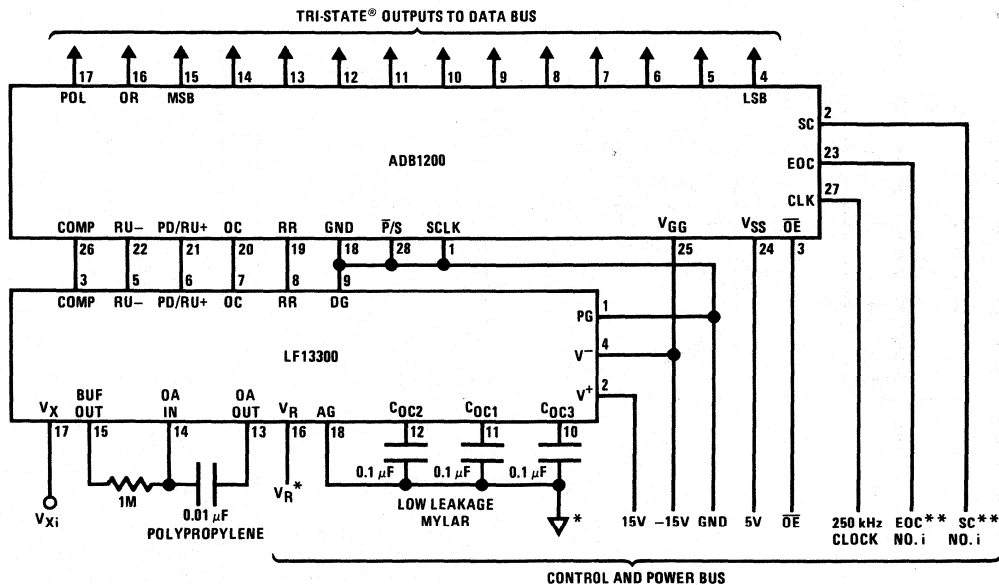 TRI-STATE® OUTPUTS TO DATA BUS
17 16 15 14 13 12 11 10 9 8 7 6 5 4
POL OR MSB LSB
SC 2
ADB1200
EOC 23
CLK 27
COMP RU− PD/RU+ OC RR GND P̅/S SCLK VGG VSS O̅E̅
26 22 21 20 19 18 28 1 25 24 3
3 5 6 7 8 9
COMP RU− PD/RU+ OC RR DG
PG 1
LF13300
V− 4
V+ 2
VX BUF OUT OA IN OA OUT VR AG COC2 COC1 COC3
17 15 14 13 16 18 12 11 10
1M
0.01 µF
POLYPROPYLENE
VXi
VR*
0.1 µF 0.1 µF 0.1 µF
LOW LEAKAGE
MYLAR
*
15V −15V GND 5V O̅E̅
250 kHz EOC** SC**
CLOCK NO. i NO. i
CONTROL AND POWER BUS